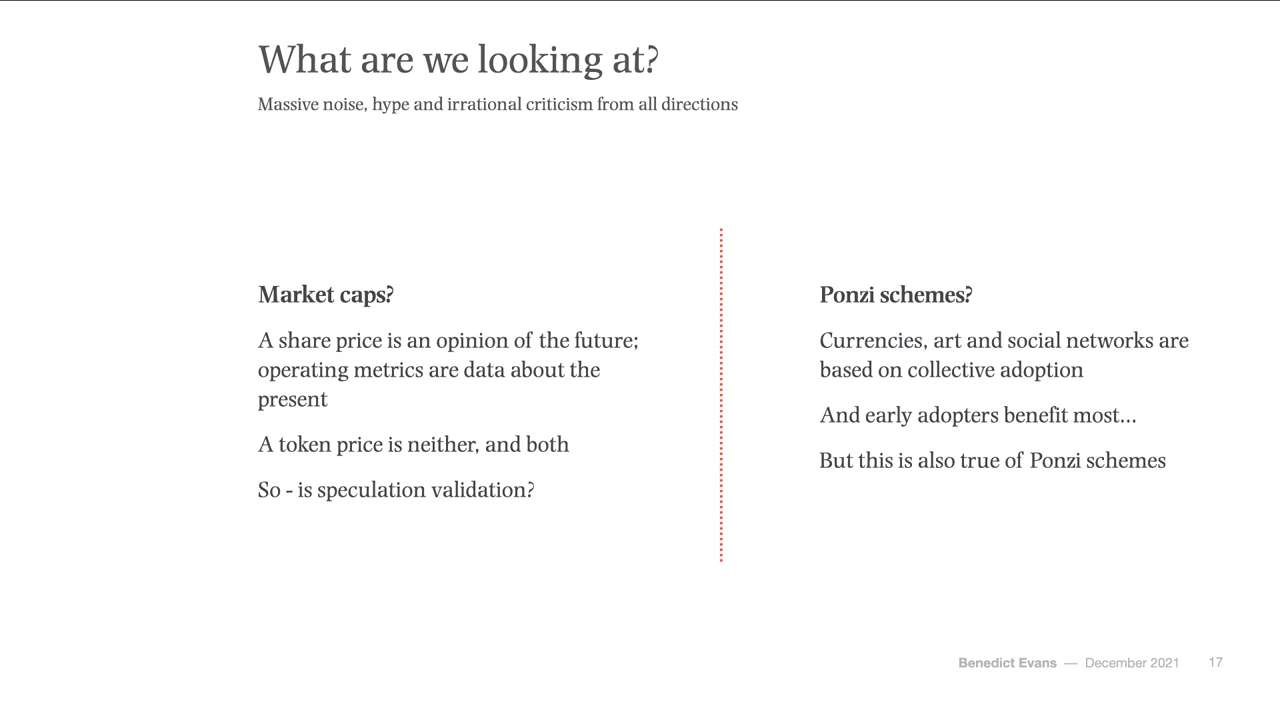 What are we looking at?
Massive noise, hype and irrational criticism from all directions
Market caps?
A share price is an opinion of the future;
operating metrics are data about the
present
A token price is neither, and both
So - is speculation validation?
Ponzi schemes?
Currencies, art and social networks are
based on collective adoption
And early adopters benefit most...
But this is also true of Ponzi schemes
Benedict Evans — December 2021 17